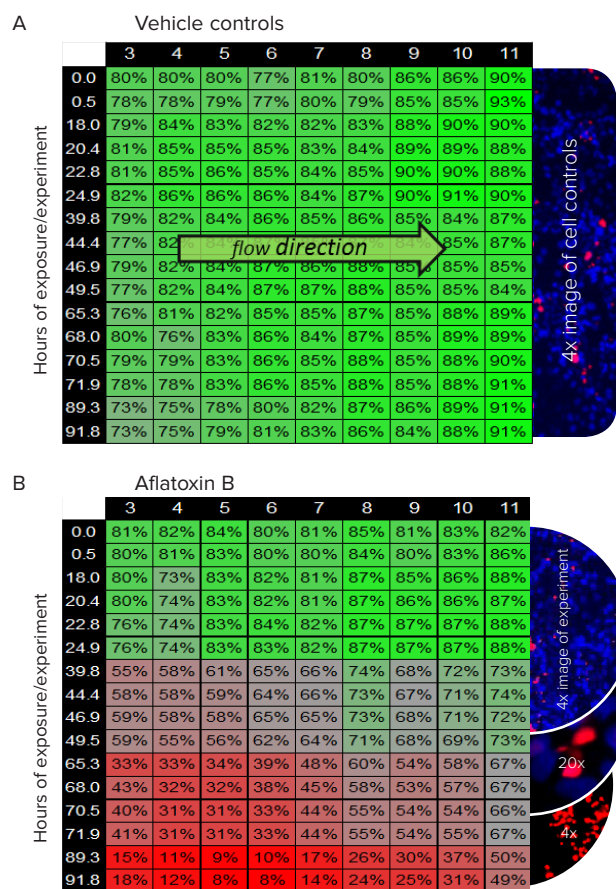 A Vehicle controls
3 4 5 6 7 8 9 10 11
0.0 80% 80% 80% 77% 81% 80% 86% 86% 90%
0.5 78% 78% 79% 77% 80% 79% 85% 85% 93%
18.0 79% 84% 83% 82% 82% 83% 88% 90% 90%
20.4 81% 85% 85% 85% 83% 84% 89% 89% 88%
22.8 81% 85% 86% 85% 84% 85% 90% 90% 88%
24.9 82% 86% 86% 86% 84% 87% 90% 91% 90%
39.8 79% 82% 84% 86% 85% 86% 85% 84% 87%
44.4 77% 82% 84% 85% 87%
flow direction
46.9 79% 82% 84% 87% 86% 88% 85% 85% 85%
49.5 77% 82% 84% 87% 87% 88% 85% 85% 84%
65.3 76% 81% 82% 85% 85% 87% 85% 88% 89%
68.0 80% 76% 83% 86% 84% 87% 85% 89% 89%
70.5 79% 79% 83% 86% 85% 88% 85% 88% 90%
71.9 78% 78% 83% 86% 85% 88% 85% 88% 91%
89.3 73% 75% 78% 80% 82% 87% 86% 89% 91%
91.8 73% 75% 79% 81% 83% 86% 84% 88% 91%
Hours of exposure/experiment
4x image of cell controls
B Aflatoxin B
3 4 5 6 7 8 9 10 11
0.0 81% 82% 84% 80% 81% 85% 81% 83% 82%
0.5 80% 81% 83% 80% 80% 84% 80% 83% 86%
18.0 80% 73% 83% 82% 81% 87% 85% 86% 88%
20.4 80% 74% 83% 82% 81% 87% 86% 86% 87%
22.8 76% 74% 83% 84% 82% 87% 87% 87% 88%
24.9 76% 74% 83% 83% 82% 87% 87% 87% 88%
39.8 55% 58% 61% 65% 66% 74% 68% 72% 73%
44.4 58% 58% 59% 64% 66% 73% 67% 71% 74%
46.9 59% 58% 58% 65% 65% 73% 68% 71% 72%
49.5 59% 55% 56% 62% 64% 71% 68% 69% 73%
65.3 33% 33% 34% 39% 48% 60% 54% 58% 67%
68.0 43% 32% 32% 38% 45% 58% 53% 57% 67%
70.5 40% 31% 31% 33% 44% 55% 54% 54% 66%
71.9 41% 31% 31% 33% 44% 55% 54% 55% 67%
89.3 15% 11% 9% 10% 17% 26% 30% 37% 50%
91.8 18% 12% 8% 8% 14% 24% 25% 31% 49%
Hours of exposure/experiment
4x image of experiment
20x
4x